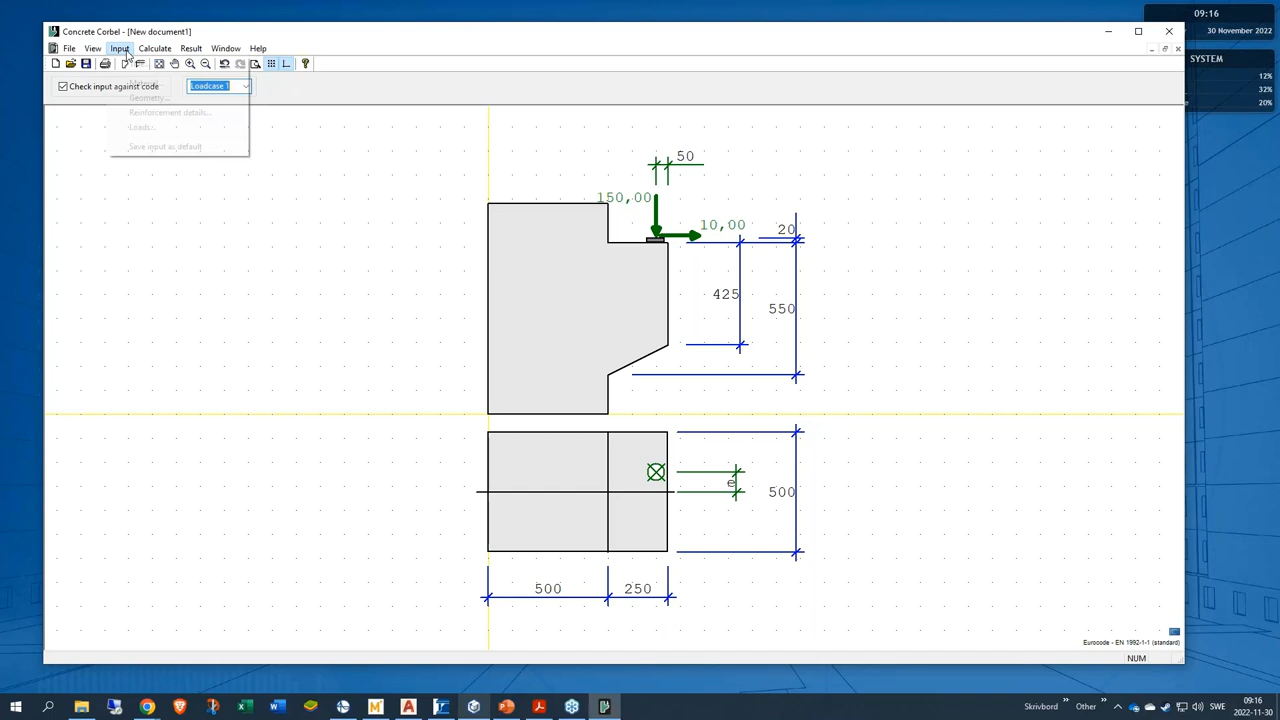 09:16
30 November 2022
Concrete Corbel - [New document1]
File View Input Calculate Result Window Help
SYSTEM
12%
32%
20%
Check input against code
Loadcase 1
Material...
Geometry...
Reinforcement details...
Loads...
Save input as default
50
150,00
10,00
20
425
550
e
500
500
250
Eurocode - EN 1992-1-1 (standard)
NUM
Skrivbord
Other
SWE
09:16
2022-11-30